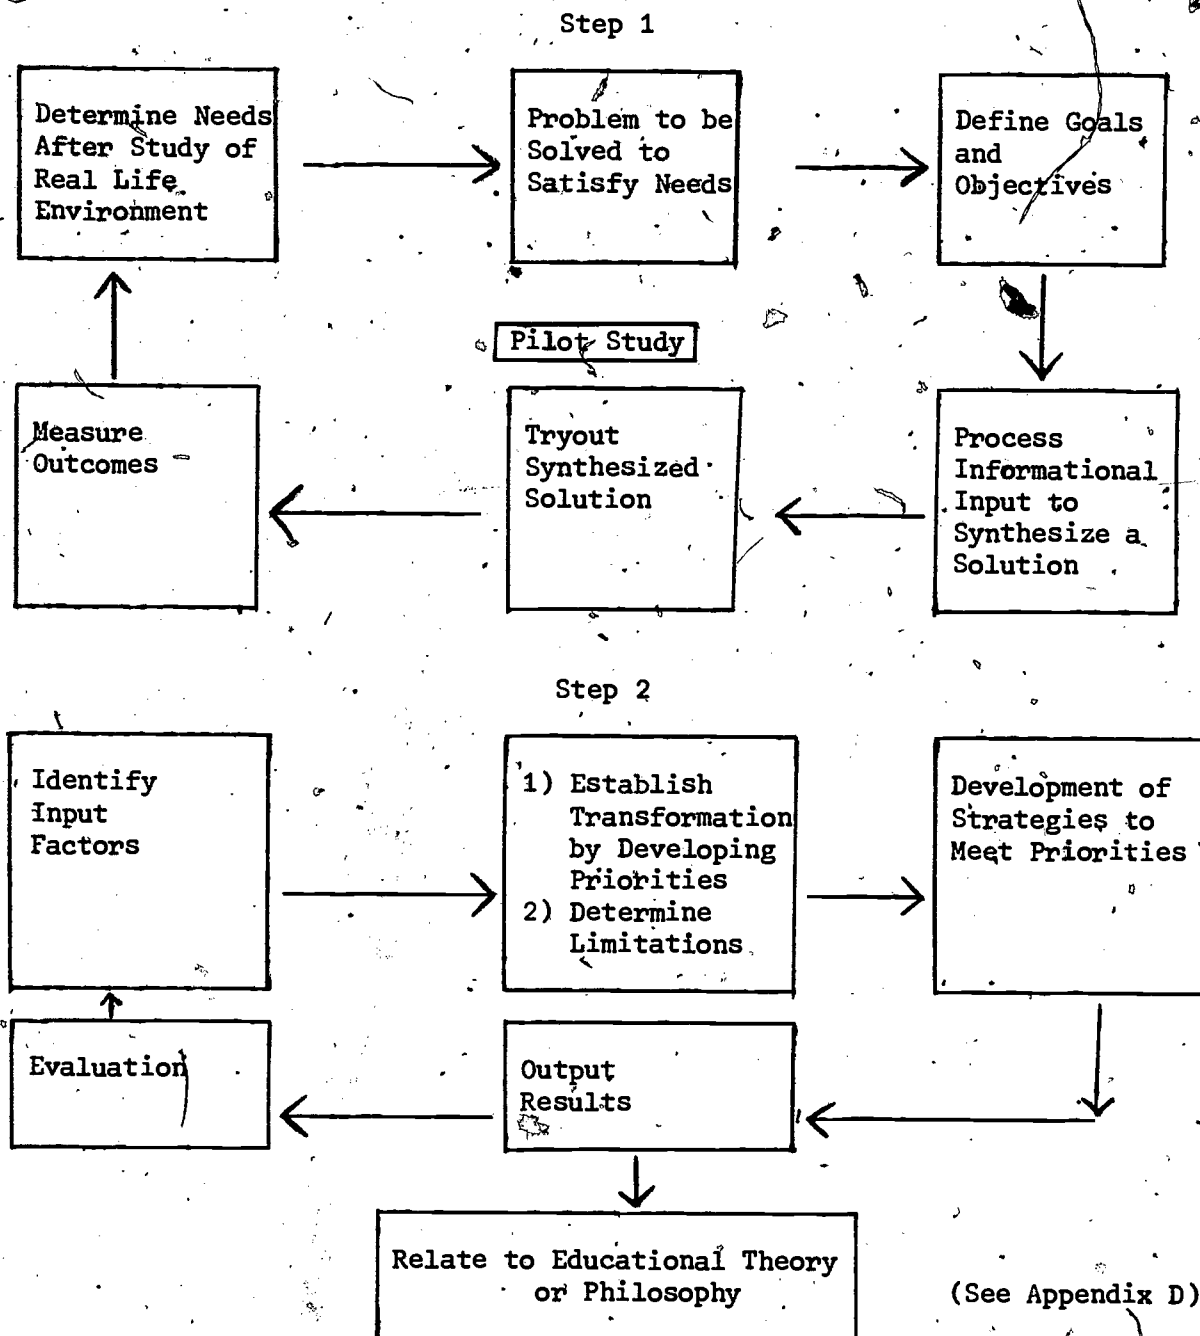 Step 1
Determine Needs
After Study of
Real Life
Environment
Problem to be
Solved to
Satisfy Needs
Define Goals
and
Objectives
Pilot Study
Measure
Outcomes
Tryout
Synthesized
Solution
Process
Informational
Input to
Synthesize a
Solution
Step 2
Identify
Input
Factors
1) Establish
Transformation
by Developing
Priorities
2) Determine
Limitations
Development of
Strategies to
Meet Priorities
Evaluation
Output
Results
Relate to Educational Theory
or Philosophy
(See Appendix D)